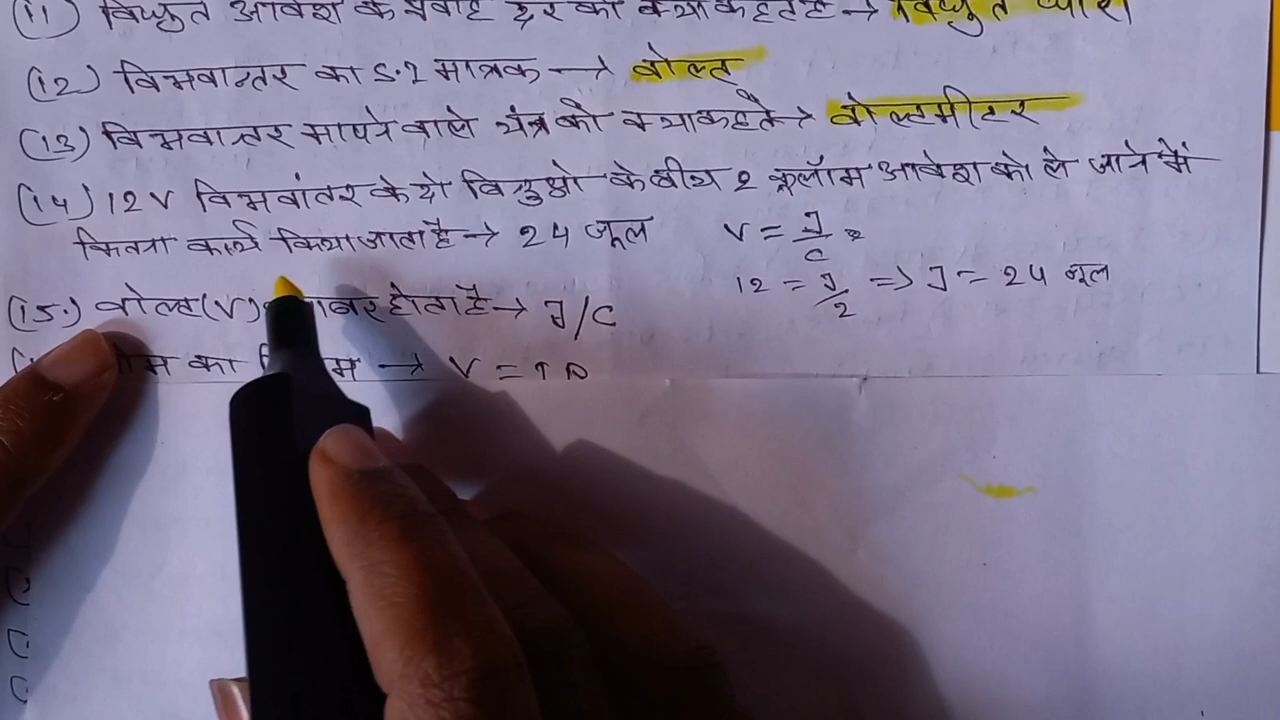 (11) विधुत आवेश के प्रवाह दर को क्या कहते है → विधुत धारा
(12) विभवान्तर का S.I मात्रक → वोल्ट
(13) विभवान्तर मापने वाले यंत्र को क्या कहते → वोल्टमीटर
(14) 12 V विभवांतर के दो बिन्दुओ के बीच 2 कूलॉम आवेश को ले जाने में
कितना कार्य किया जाता है → 24 जूल
V = J/C
12 = J/2 => J = 24 जूल
(15.) वोल्ट (V) बराबर होता है → J/C
का → V =